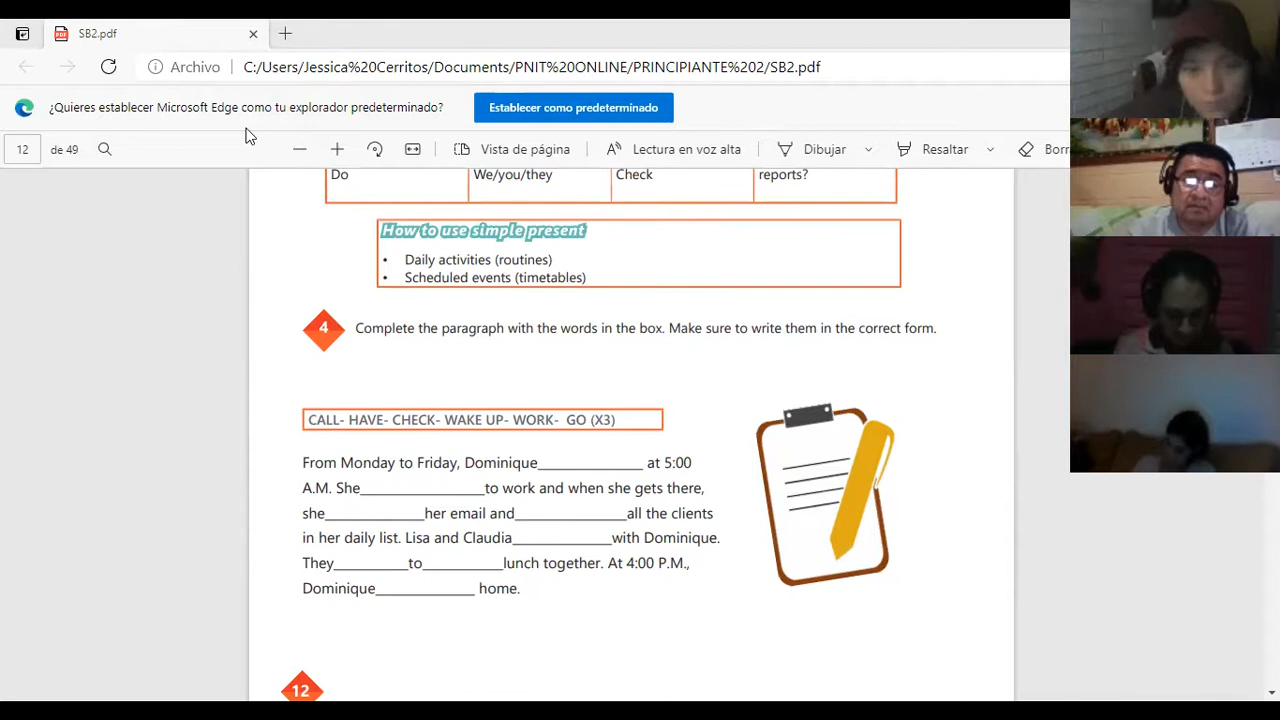 SB2.pdf
Archivo C:/Users/Jessica%20Cerritos/Documents/PNIT%20ONLINE/PRINCIPIANTE%202/SB2.pdf
¿Quieres establecer Microsoft Edge como tu explorador predeterminado? Establecer como predeterminado
12 de 49 Vista de página Lectura en voz alta Dibujar Resaltar Borr
Do We/you/they Check reports?
How to use simple present
• Daily activities (routines)
• Scheduled events (timetables)
4 Complete the paragraph with the words in the box. Make sure to write them in the correct form.
CALL- HAVE- CHECK- WAKE UP- WORK- GO (X3)
From Monday to Friday, Dominique______________ at 5:00
A.M. She________________to work and when she gets there,
she_____________her email and______________all the clients
in her daily list. Lisa and Claudia_____________with Dominique.
They_________to__________lunch together. At 4:00 P.M.,
Dominique_____________ home.
12